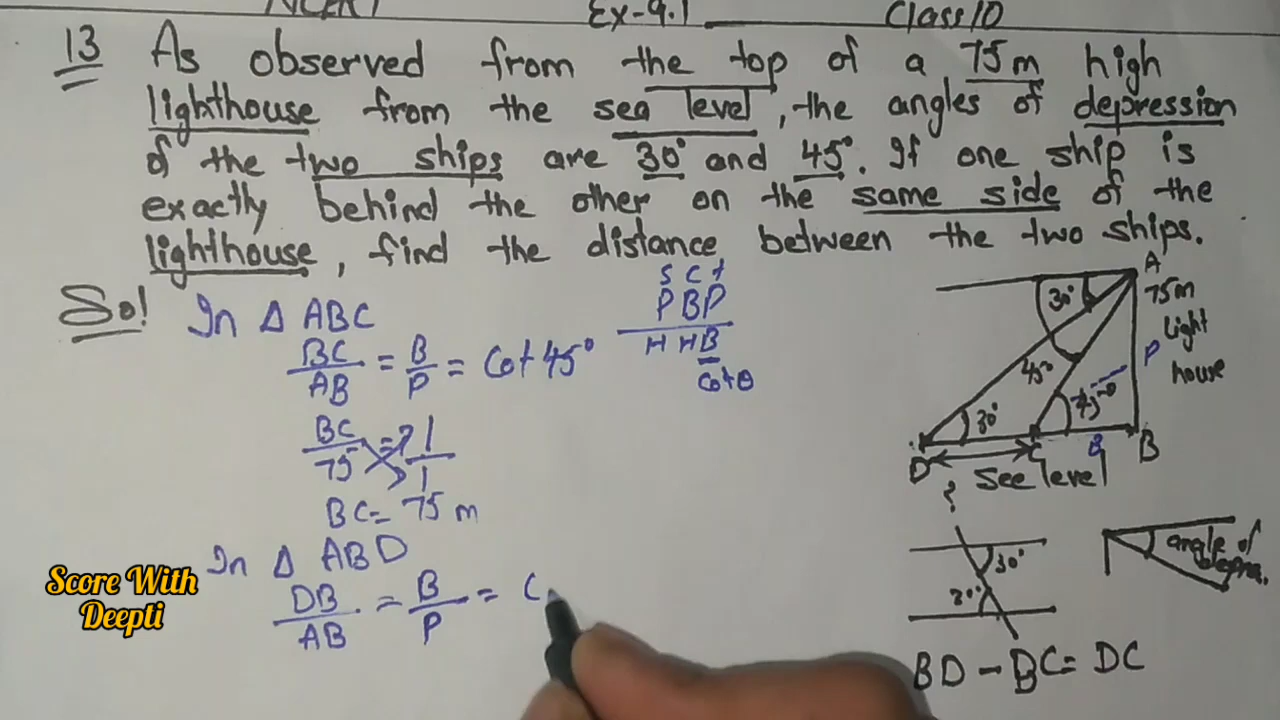 NCERT Ex-9.1 Class 10
13 As observed from the top of a 75m high
lighthouse from the sea level, the angles of depression
of the two ships are 30° and 45°. If one ship is
exactly behind the other on the same side of the
lighthouse, find the distance between the two ships.
Sol In Δ ABC
BC/AB = B/P = Cot 45°
BC/75 = 1/1
BC = 75 m
In Δ ABD
DB/AB = B/P = C
S C t
P B P
H H B
Cot θ
A
30°
75m
Light
house
P
45°
30°
45°
D C B B
See level
?
30°
30°
angle of
BD - BC = DC
Score With
Deepti